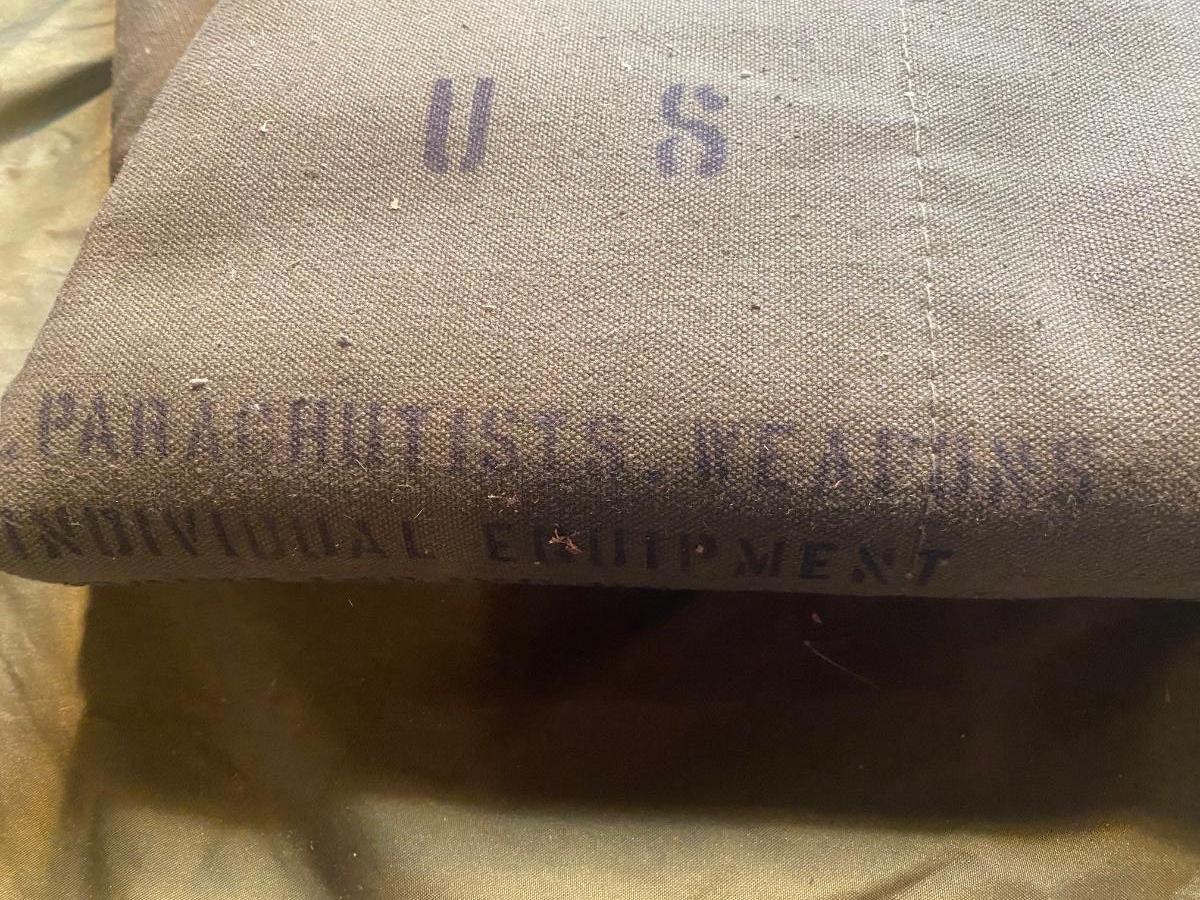 U S
, PARACHUTISTS, WEAPONS
INDIVIDUAL EQUIPMENT